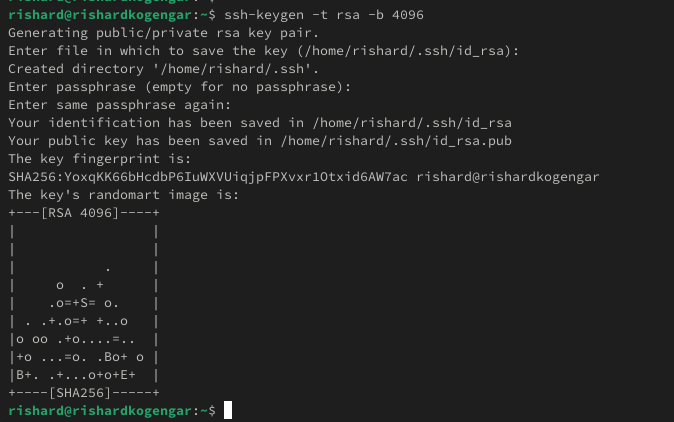 rishard@rishardkogengar:~$ ssh-keygen -t rsa -b 4096
Generating public/private rsa key pair.
Enter file in which to save the key (/home/rishard/.ssh/id_rsa):
Created directory '/home/rishard/.ssh'.
Enter passphrase (empty for no passphrase):
Enter same passphrase again:
Your identification has been saved in /home/rishard/.ssh/id_rsa
Your public key has been saved in /home/rishard/.ssh/id_rsa.pub
The key fingerprint is:
SHA256:YoxqKK66bHcdbP6IuWXVUiqjpFPXvxr1Otxid6AW7ac rishard@rishardkogengar
The key's randomart image is:
+---[RSA 4096]----+
|                 |
|                 |
|           .     |
|     o  . +      |
|    .o=+S= o.    |
| . .+.o=+ +..o   |
|o oo .+o....=..  |
|+o ...=o. .Bo+ o |
|B+. .+...o+o+E+  |
+----[SHA256]-----+
rishard@rishardkogengar:~$